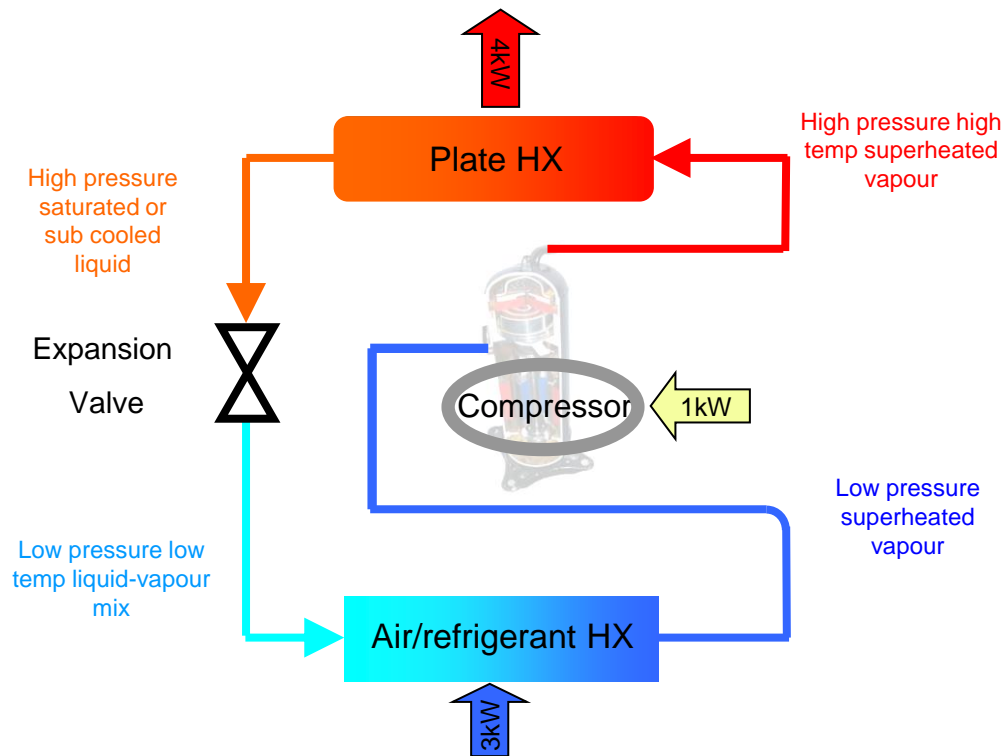 4kW
Plate HX
High pressure high
temp superheated
vapour
High pressure
saturated or
sub cooled
liquid
Expansion
Valve
Compressor
1kW
Low pressure
superheated
vapour
Low pressure low
temp liquid-vapour
mix
Air/refrigerant HX
3kW